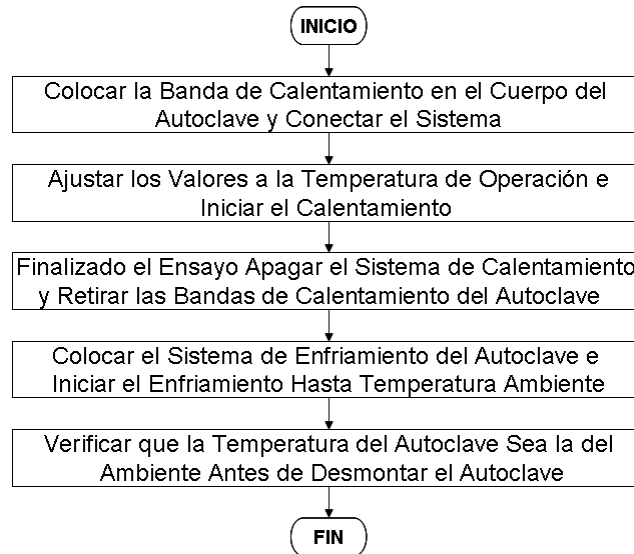 INICIO
Colocar la Banda de Calentamiento en el Cuerpo del
Autoclave y Conectar el Sistema
Ajustar los Valores a la Temperatura de Operación e
Iniciar el Calentamiento
Finalizado el Ensayo Apagar el Sistema de Calentamiento
y Retirar las Bandas de Calentamiento del Autoclave
Colocar el Sistema de Enfriamiento del Autoclave e
Iniciar el Enfriamiento Hasta Temperatura Ambiente
Verificar que la Temperatura del Autoclave Sea la del
Ambiente Antes de Desmontar el Autoclave
FIN